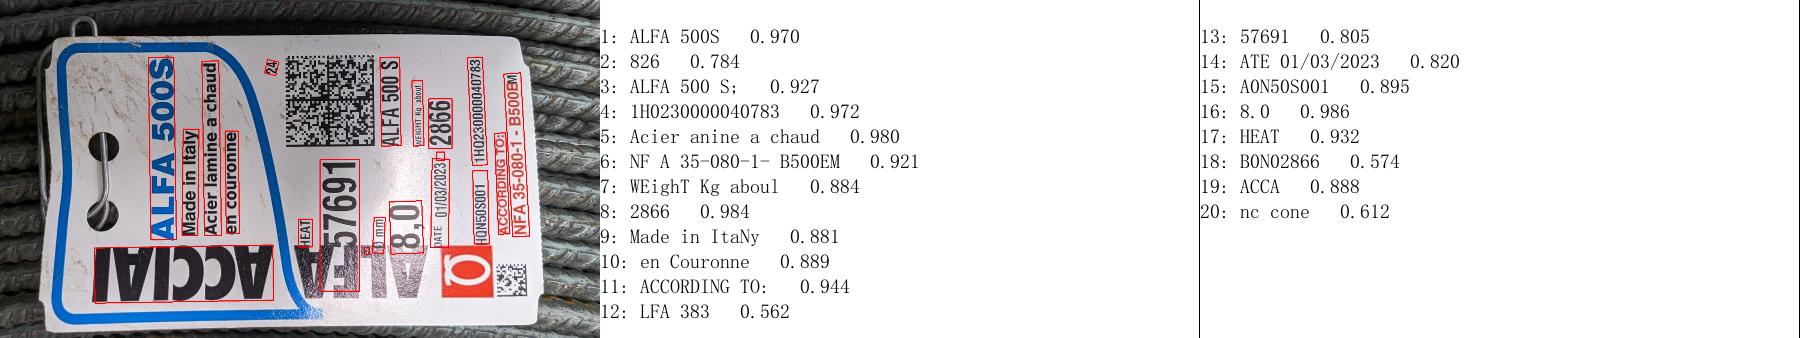 ALFA 500S
Made in Italy
Acier lamine a chaud
en couronne
ACCIAI
ALFA
24
ALFA 500 S
HEAT
57691
WEIGHT Kg about
2866
mm
8,0
DATE 01/03/2023
1HQ230000040783
ACCORDING TO:
NFA 35-080-1 - B500EM
1: ALFA 500S 0.970
2: 826 0.784
3: ALFA 500 S; 0.927
4: 1H0230000040783 0.972
5: Acier anine a chaud 0.980
6: NF A 35-080-1- B500EM 0.921
7: WEighT Kg aboul 0.884
8: 2866 0.984
9: Made in ItaNy 0.881
10: en Couronne 0.889
11: ACCORDING TO: 0.944
12: LFA 383 0.562
13: 57691 0.805
14: ATE 01/03/2023 0.820
15: A0N50S001 0.895
16: 8.0 0.986
17: HEAT 0.932
18: B0N02866 0.574
19: ACCA 0.888
20: nc cone 0.612